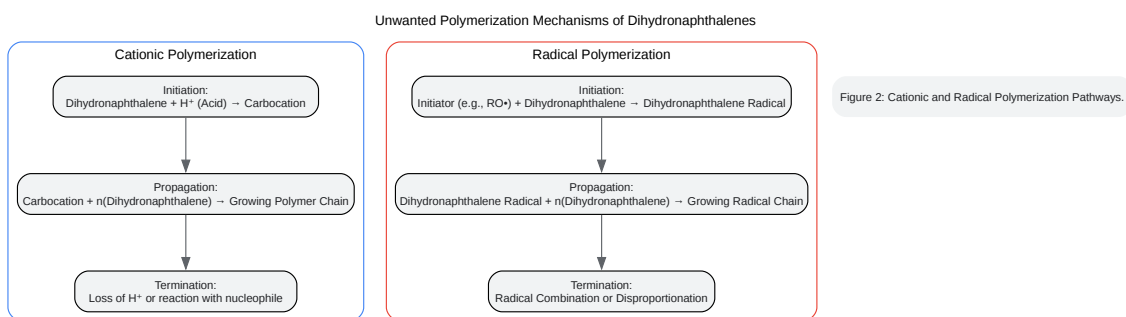 Unwanted Polymerization Mechanisms of Dihydronaphthalenes
Cationic Polymerization
Initiation:
Dihydronaphthalene + H⁺ (Acid) → Carbocation
Propagation:
Carbocation + n(Dihydronaphthalene) → Growing Polymer Chain
Termination:
Loss of H⁺ or reaction with nucleophile
Radical Polymerization
Initiation:
Initiator (e.g., RO•) + Dihydronaphthalene → Dihydronaphthalene Radical
Propagation:
Dihydronaphthalene Radical + n(Dihydronaphthalene) → Growing Radical Chain
Termination:
Radical Combination or Disproportionation
Figure 2: Cationic and Radical Polymerization Pathways.